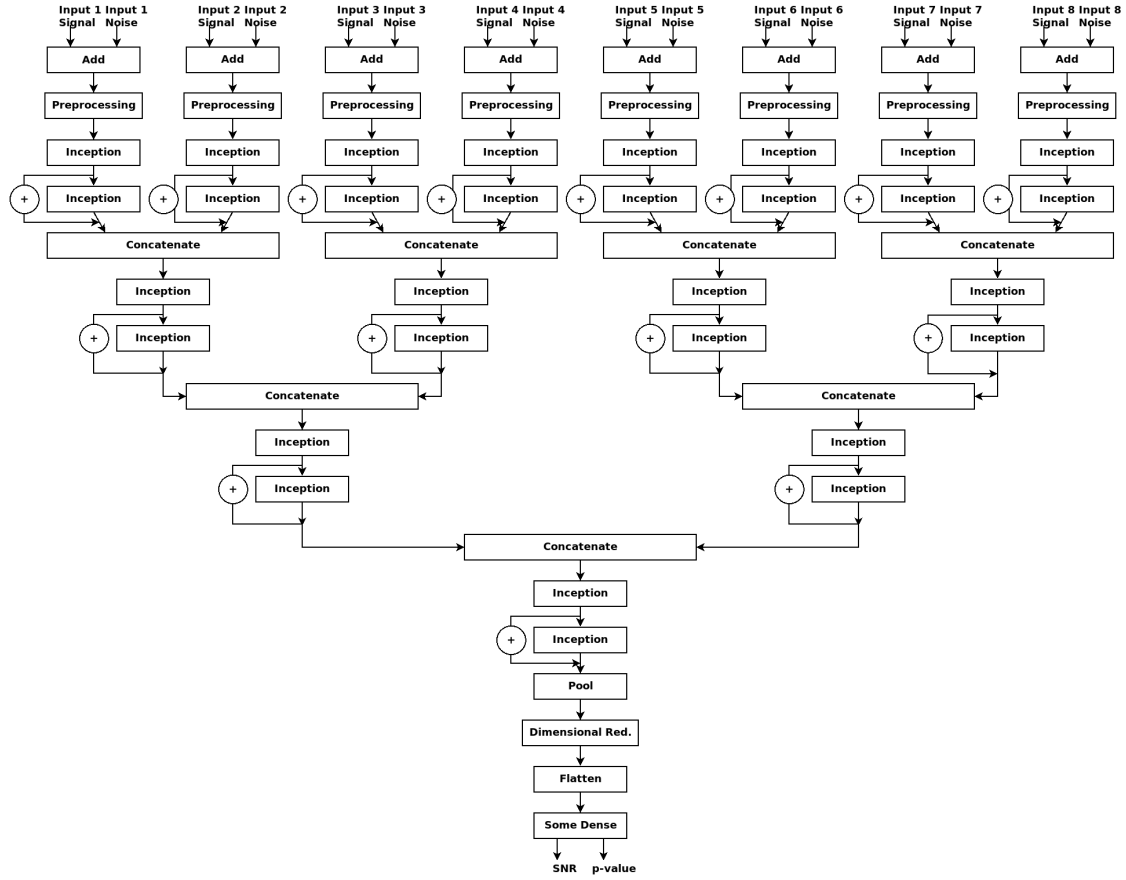 Input 1 Input 1 Input 2 Input 2 Input 3 Input 3 Input 4 Input 4 Input 5 Input 5 Input 6 Input 6 Input 7 Input 7 Input 8 Input 8
Signal Noise Signal Noise Signal Noise Signal Noise Signal Noise Signal Noise Signal Noise Signal Noise
Add Add Add Add Add Add Add Add
Preprocessing Preprocessing Preprocessing Preprocessing Preprocessing Preprocessing Preprocessing Preprocessing
Inception Inception Inception Inception Inception Inception Inception Inception
+ Inception + Inception + Inception + Inception + Inception + Inception + Inception + Inception
Concatenate Concatenate Concatenate Concatenate
Inception Inception Inception Inception
+ Inception + Inception + Inception + Inception
Concatenate Concatenate
Inception Inception
+ Inception + Inception
Concatenate
Inception
+ Inception
Pool
Dimensional Red.
Flatten
Some Dense
SNR p-value